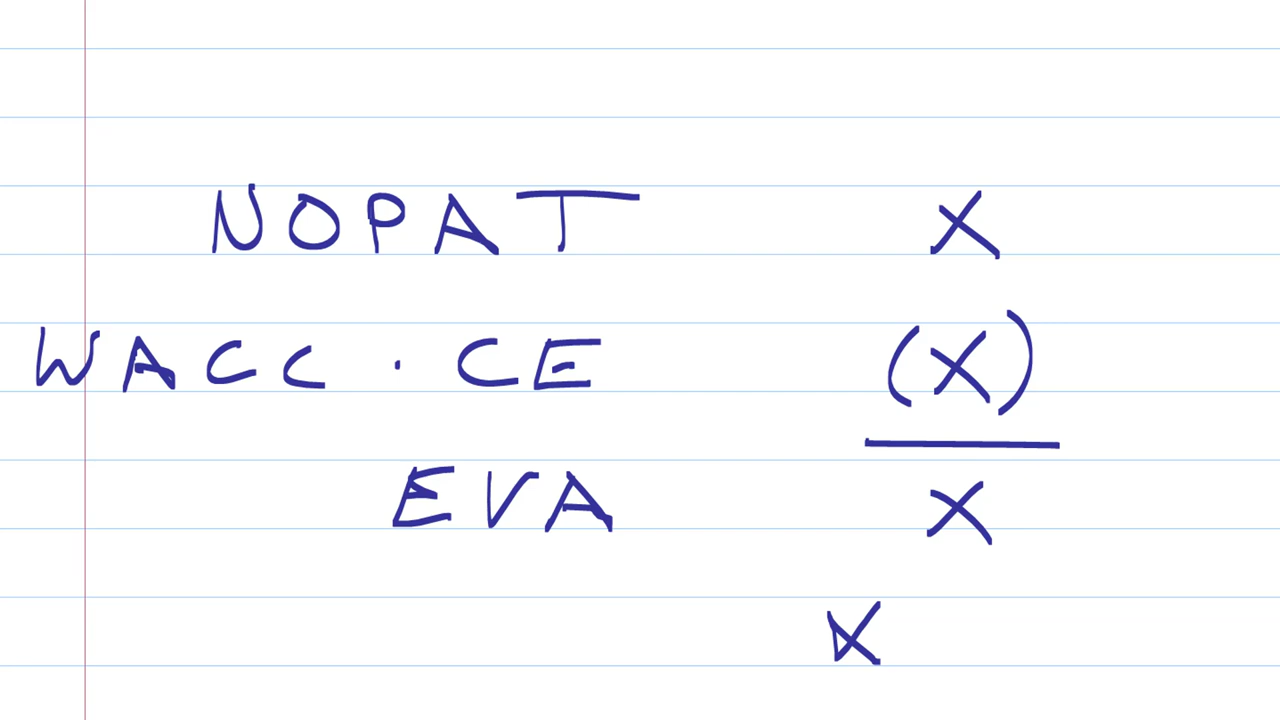 NOPAT X
WACC · CE (X)
EVA X
X